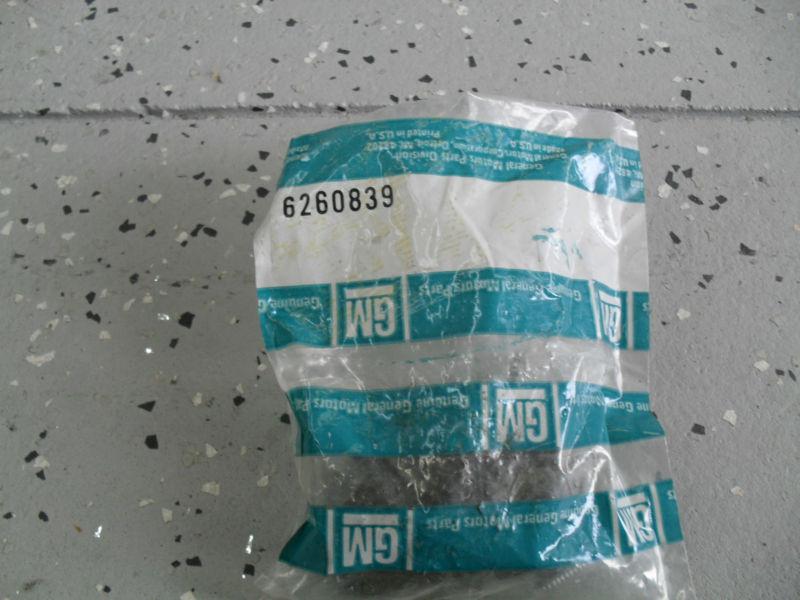 General Motors Parts Division
General Motors Corporation, Detroit, MI. 48202
Printed in U.S.A.
Made in U.S.A.
6260839
Genuine GM Genuine General Motors Parts GM
Genuine General Motors Parts GM
GM Genuine General Motors Parts GM